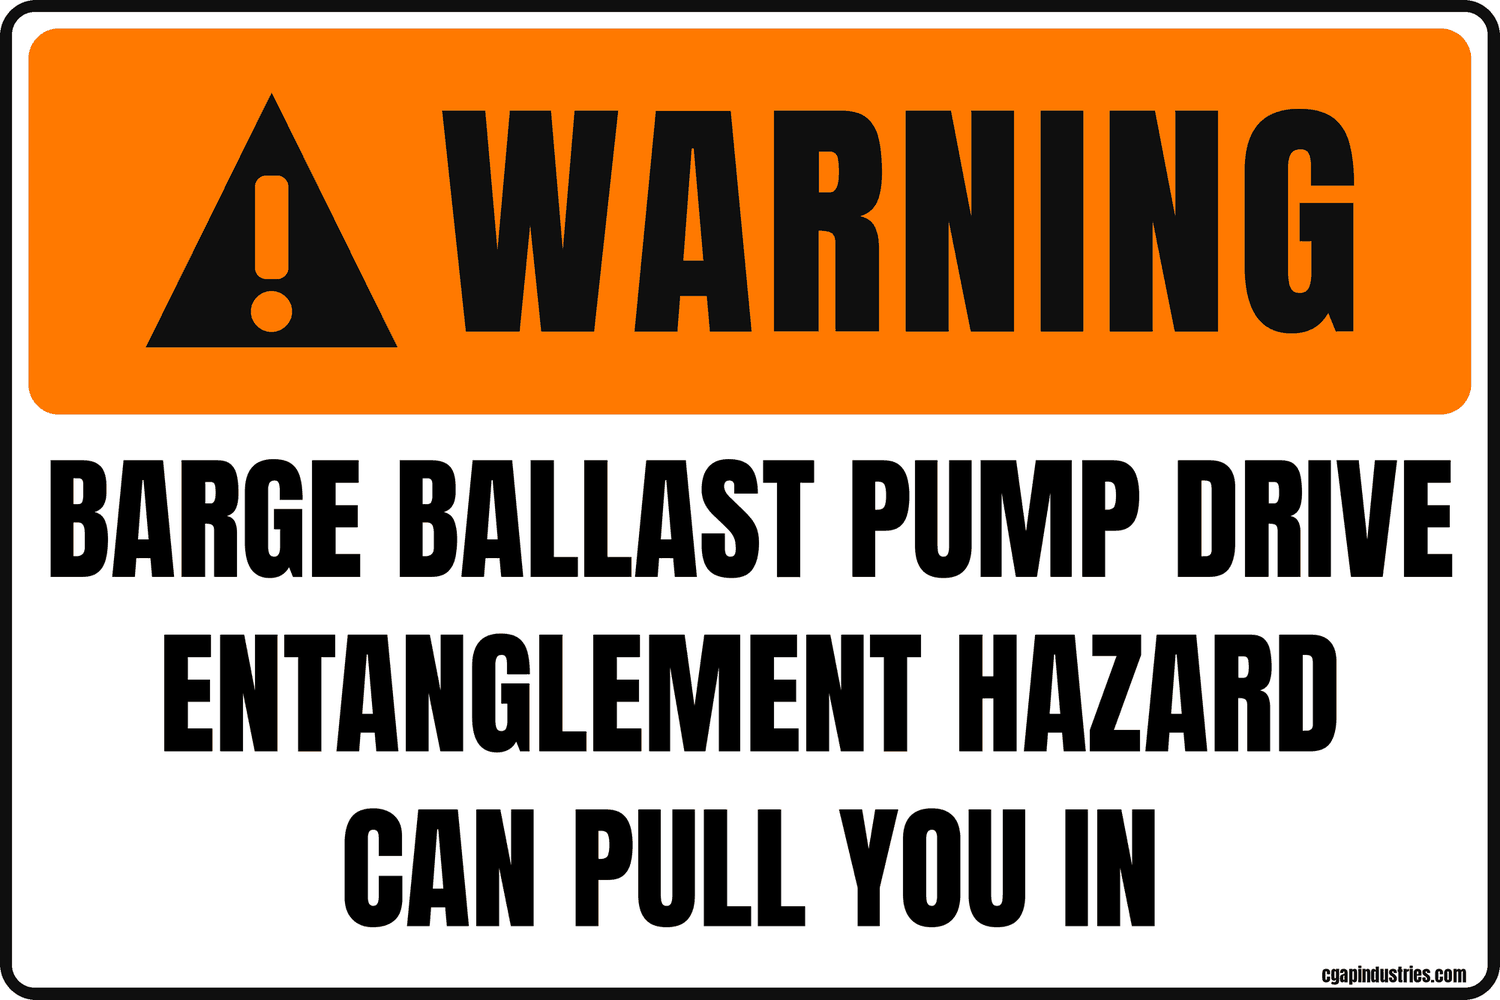 WARNING
BARGE BALLAST PUMP DRIVE
ENTANGLEMENT HAZARD
CAN PULL YOU IN
cgapindustries.com